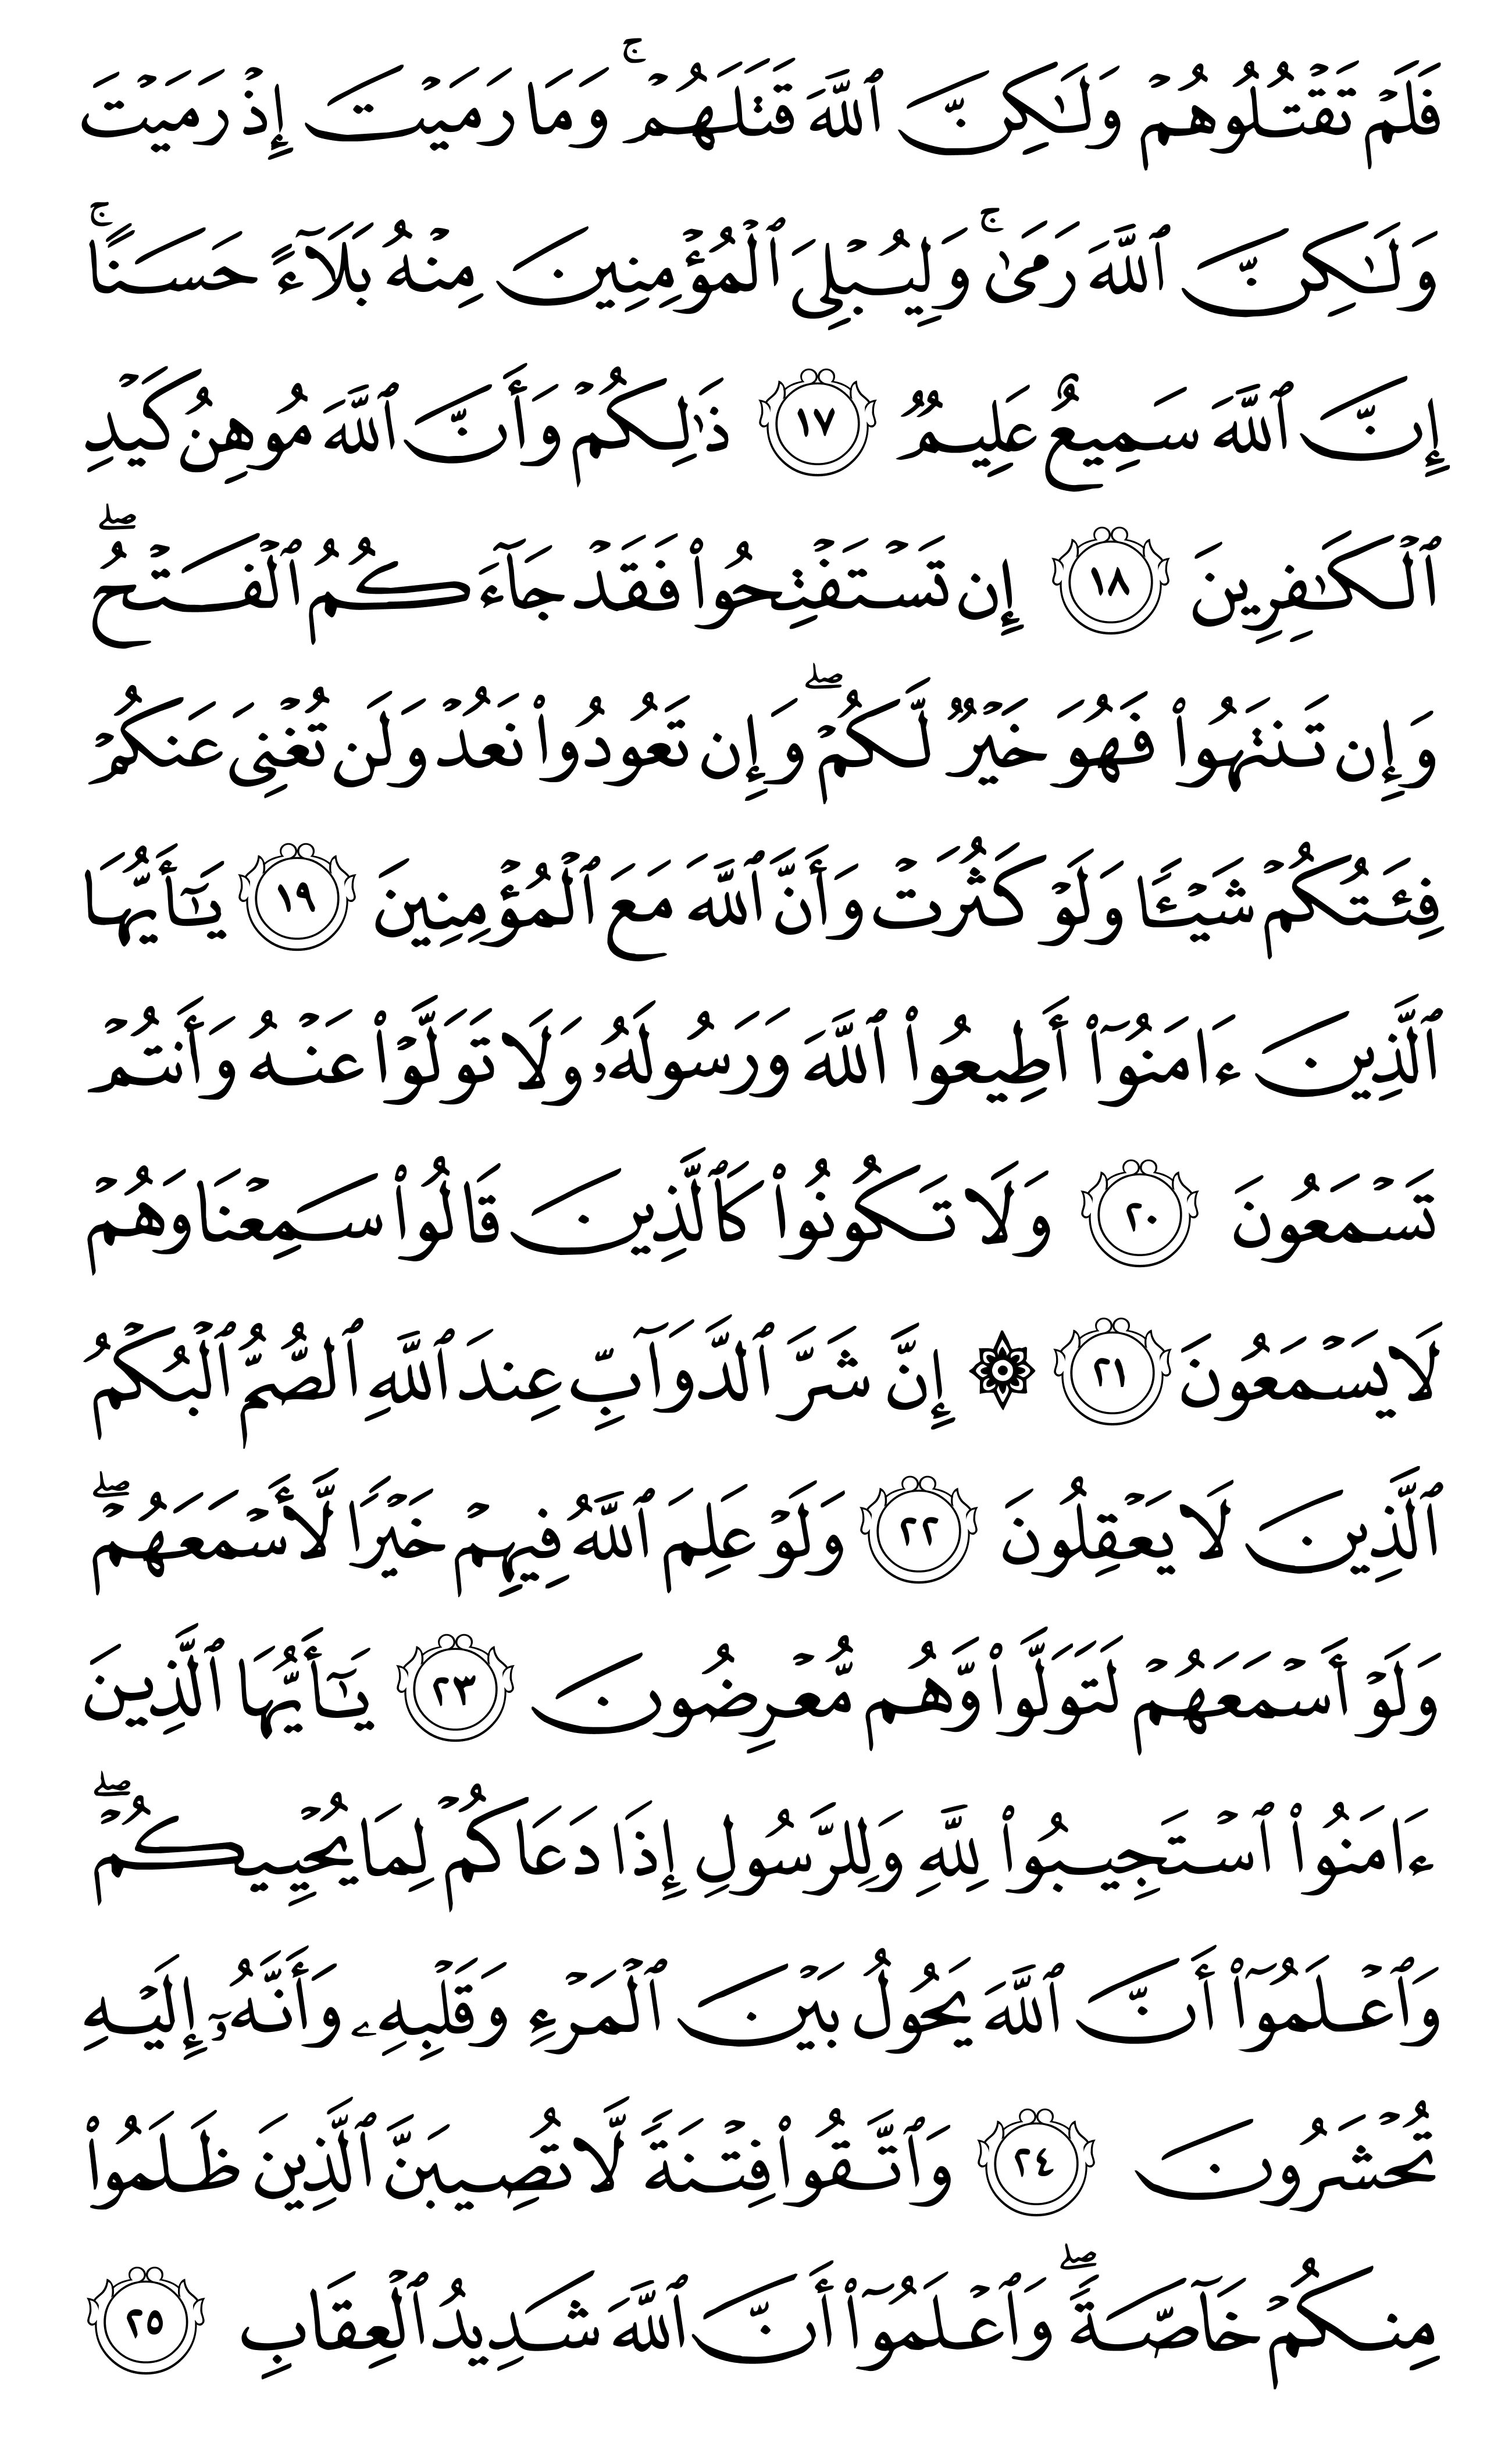 فَلَمۡ تَقۡتُلُوهُمۡ وَلَٰكِنَّ ٱللَّهَ قَتَلَهُمۡۚ وَمَا رَمَيۡتَ إِذۡ رَمَيۡتَ
وَلَٰكِنَّ ٱللَّهَ رَمَىٰۚ وَلِيُبۡلِيَ ٱلۡمُؤۡمِنِينَ مِنۡهُ بَلَآءً حَسَنًاۚ
إِنَّ ٱللَّهَ سَمِيعٌ عَلِيمٞ ١٧ ذَٰلِكُمۡ وَأَنَّ ٱللَّهَ مُوهِنُ كَيۡدِ
ٱلۡكَٰفِرِينَ ١٨ إِن تَسۡتَفۡتِحُواْ فَقَدۡ جَآءَكُمُ ٱلۡفَتۡحُۖ
وَإِن تَنتَهُواْ فَهُوَ خَيۡرٞ لَّكُمۡۖ وَإِن تَعُودُواْ نَعُدۡ وَلَن تُغۡنِيَ عَنكُمۡ
فِئَتُكُمۡ شَيۡـٔٗا وَلَوۡ كَثُرَتۡ وَأَنَّ ٱللَّهَ مَعَ ٱلۡمُؤۡمِنِينَ ١٩ يَٰٓأَيُّهَا
ٱلَّذِينَ ءَامَنُوٓاْ أَطِيعُواْ ٱللَّهَ وَرَسُولَهُۥ وَلَا تَوَلَّوۡاْ عَنۡهُ وَأَنتُمۡ
تَسۡمَعُونَ ٢٠ وَلَا تَكُونُواْ كَٱلَّذِينَ قَالُواْ سَمِعۡنَا وَهُمۡ
لَا يَسۡمَعُونَ ٢١ ۞ إِنَّ شَرَّ ٱلدَّوَآبِّ عِندَ ٱللَّهِ ٱلصُّمُّ ٱلۡبُكۡمُ
ٱلَّذِينَ لَا يَعۡقِلُونَ ٢٢ وَلَوۡ عَلِمَ ٱللَّهُ فِيهِمۡ خَيۡرٗا لَّأَسۡمَعَهُمۡۖ
وَلَوۡ أَسۡمَعَهُمۡ لَتَوَلَّواْ وَّهُم مُّعۡرِضُونَ ٢٣ يَٰٓأَيُّهَا ٱلَّذِينَ
ءَامَنُواْ ٱسۡتَجِيبُواْ لِلَّهِ وَلِلرَّسُولِ إِذَا دَعَاكُمۡ لِمَا يُحۡيِيكُمۡۖ
وَٱعۡلَمُوٓاْ أَنَّ ٱللَّهَ يَحُولُ بَيۡنَ ٱلۡمَرۡءِ وَقَلۡبِهِۦ وَأَنَّهُۥٓ إِلَيۡهِ
تُحۡشَرُونَ ٢٤ وَٱتَّقُواْ فِتۡنَةٗ لَّا تُصِيبَنَّ ٱلَّذِينَ ظَلَمُواْ
مِنكُمۡ خَآصَّةٗۖ وَٱعۡلَمُوٓاْ أَنَّ ٱللَّهَ شَدِيدُ ٱلۡعِقَابِ ٢٥